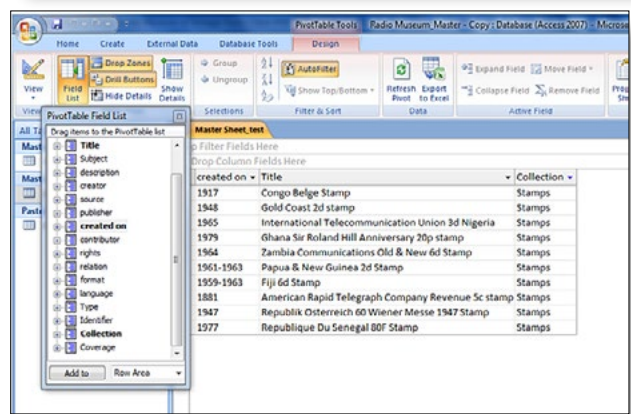 PivotTable Tools Radio Museum_Master - Copy : Database (Access 2007) - Microso
Home Create External Data Database Tools Design
View
Field List
Drop Zones
Drill Buttons
Hide Details
Show Details
Group
Ungroup
Selections
AutoFilter
Show Top/Bottom
Filter & Sort
Refresh Pivot
Export to Excel
Data
Expand Field
Collapse Field
Move Field
Remove Field
Active Field
PivotTable Field List
Drag items to the PivotTable list
Title
Subject
description
creator
source
publisher
created on
contributor
rights
relation
format
language
Type
Identifier
Collection
Coverage
Add to Row Area
Master Sheet_test
p Filter Fields Here
Drop Column Fields Here
created on Title Collection
1917 Congo Belge Stamp Stamps
1948 Gold Coast 2d stamp Stamps
1965 International Telecommunication Union 3d Nigeria Stamps
1979 Ghana Sir Roland Hill Anniversary 20p stamp Stamps
1964 Zambia Communications Old & New 6d Stamp Stamps
1961-1963 Papua & New Guinea 2d Stamp Stamps
1959-1963 Fiji 6d Stamp Stamps
1881 American Rapid Telegraph Company Revenue 5c stamp Stamps
1947 Republik Osterreich 60 Wiener Messe 1947 Stamp Stamps
1977 Republique Du Senegal 80F Stamp Stamps